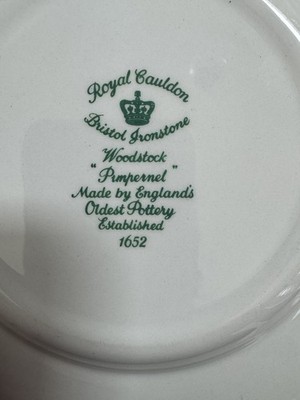 Royal Cauldon
Bristol Ironstone
Woodstock
"Pimpernel"
Made by England's
Oldest Pottery
Established
1652